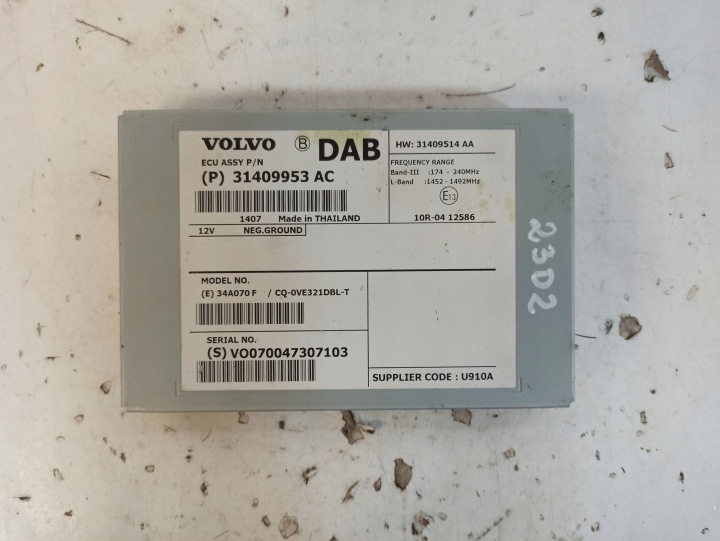 VOLVO B DAB
ECU ASSY P/N
(P) 31409953 AC
1407 Made in THAILAND
HW: 31409514 AA
FREQUENCY RANGE
Band-III :174 - 240MHz
L-Band :1452 - 1492MHz
E13
10R-04 12586
12V NEG.GROUND
MODEL NO.
(E) 34A070 F / CQ-0VE321DBL-T
SERIAL NO.
(S) VO070047307103
SUPPLIER CODE : U910A
23D2